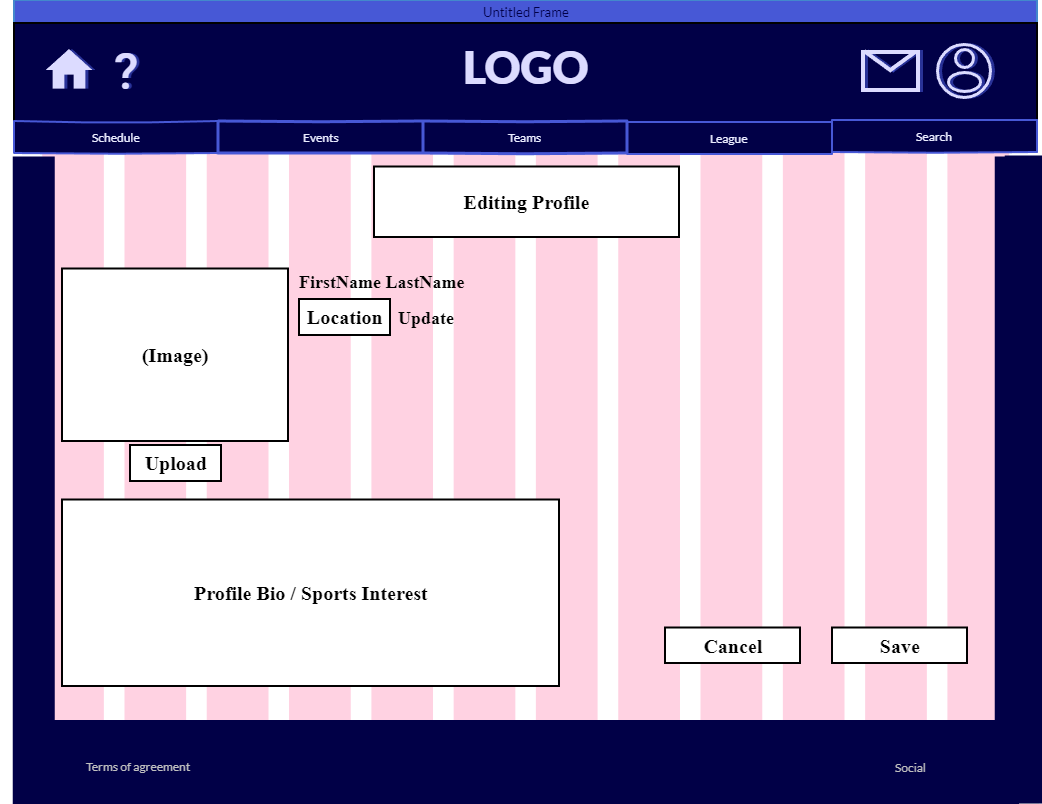 Untitled Frame
?
LOGO
Schedule
Events
Teams
League
Search
Editing Profile
FirstName LastName
Location
Update
(Image)
Upload
Profile Bio / Sports Interest
Cancel
Save
Terms of agreement
Social